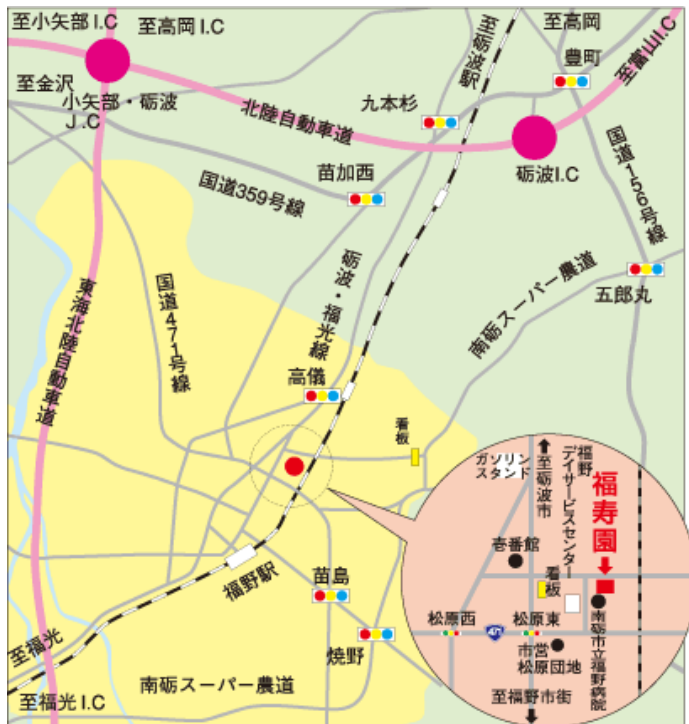 至小矢部I.C
至高岡I.C
至金沢
小矢部・砺波
J.C
北陸自動車道
九本杉
至砺波駅
至高岡
豊町
至富山I.C
砺波I.C
国道156号線
苗加西
国道359号線
五郎丸
南砺スーパー農道
砺波・福光線
国道471号線
東海北陸自動車道
高儀
看板
福野駅
苗島
焼野
至福光
至福光I.C
南砺スーパー農道
ガソリン
スタンド
至砺波市
福野
デイサービスセンター
福寿園
壱番館
看板
松原西
471
松原東
市営
松原団地
南砺市立福野病院
至福野市街